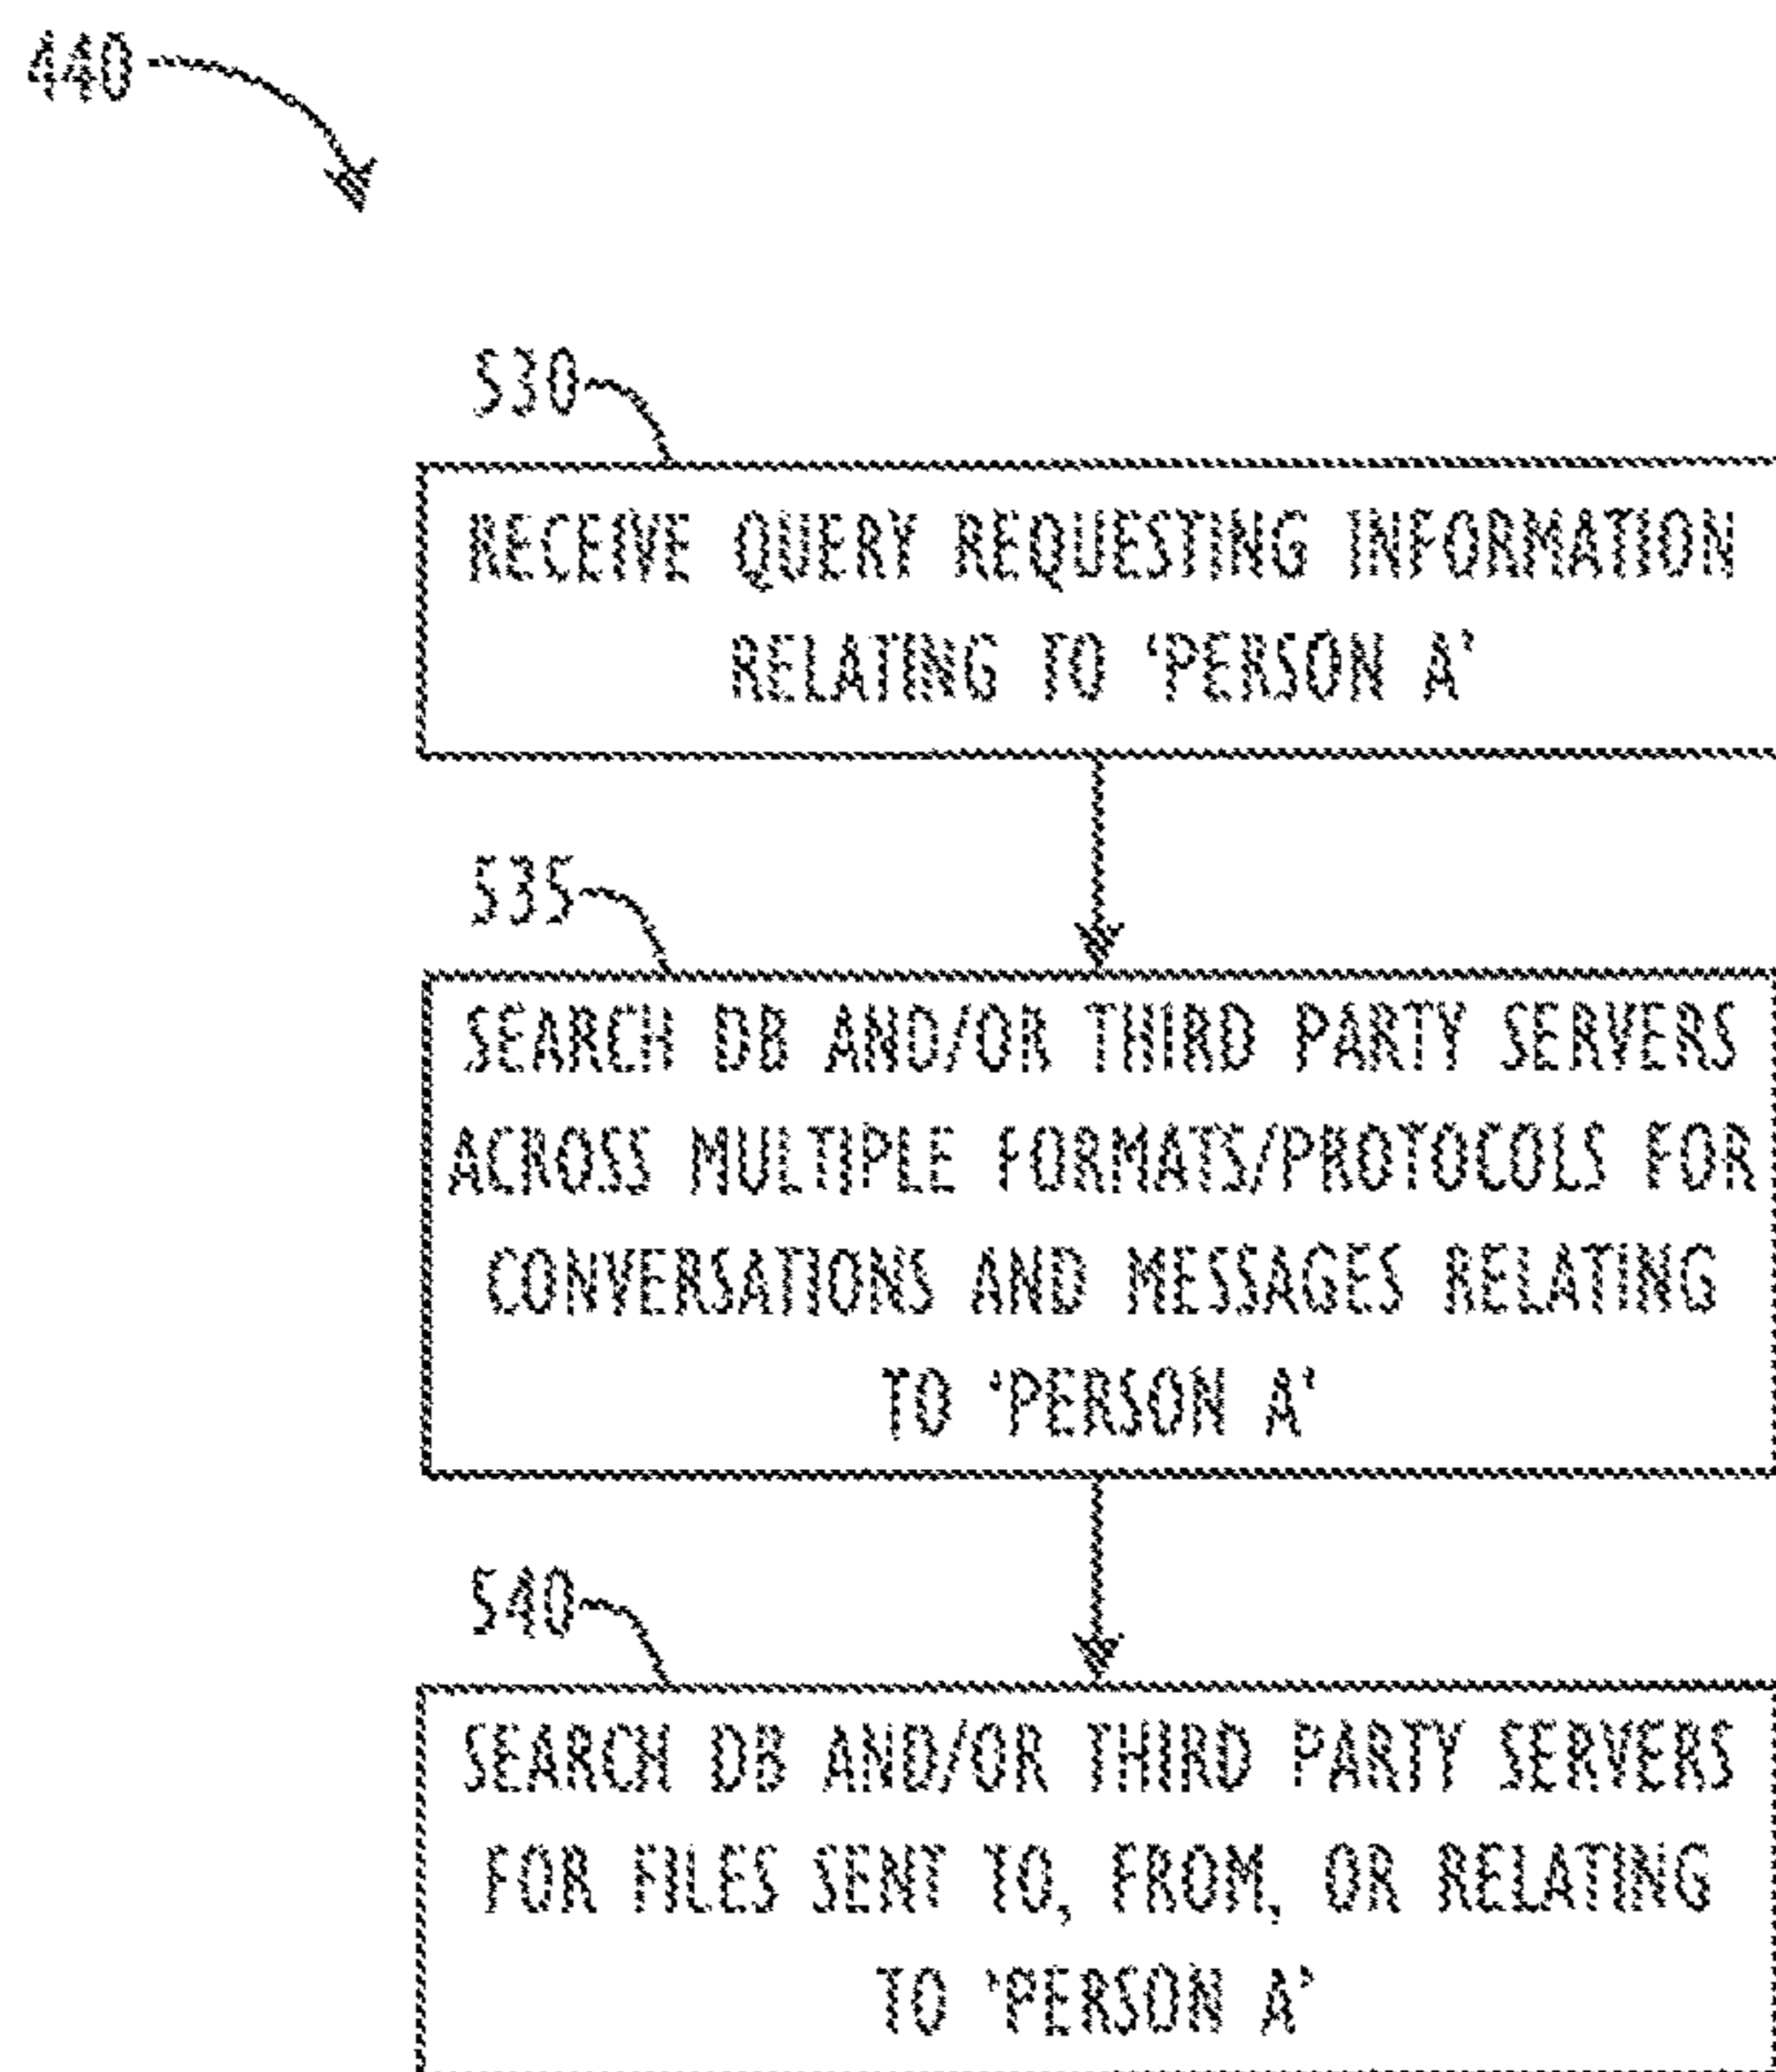 440
530
RECEIVE QUERY REQUESTING INFORMATION
RELATING TO ‘PERSON A’
535
SEARCH DB AND/OR THIRD PARTY SERVERS
ACROSS MULTIPLE FORMATS/PROTOCOLS FOR
CONVERSATIONS AND MESSAGES RELATING
TO ‘PERSON A’
540
SEARCH DB AND/OR THIRD PARTY SERVERS
FOR FILES SENT TO, FROM, OR RELATING
TO ‘PERSON A’